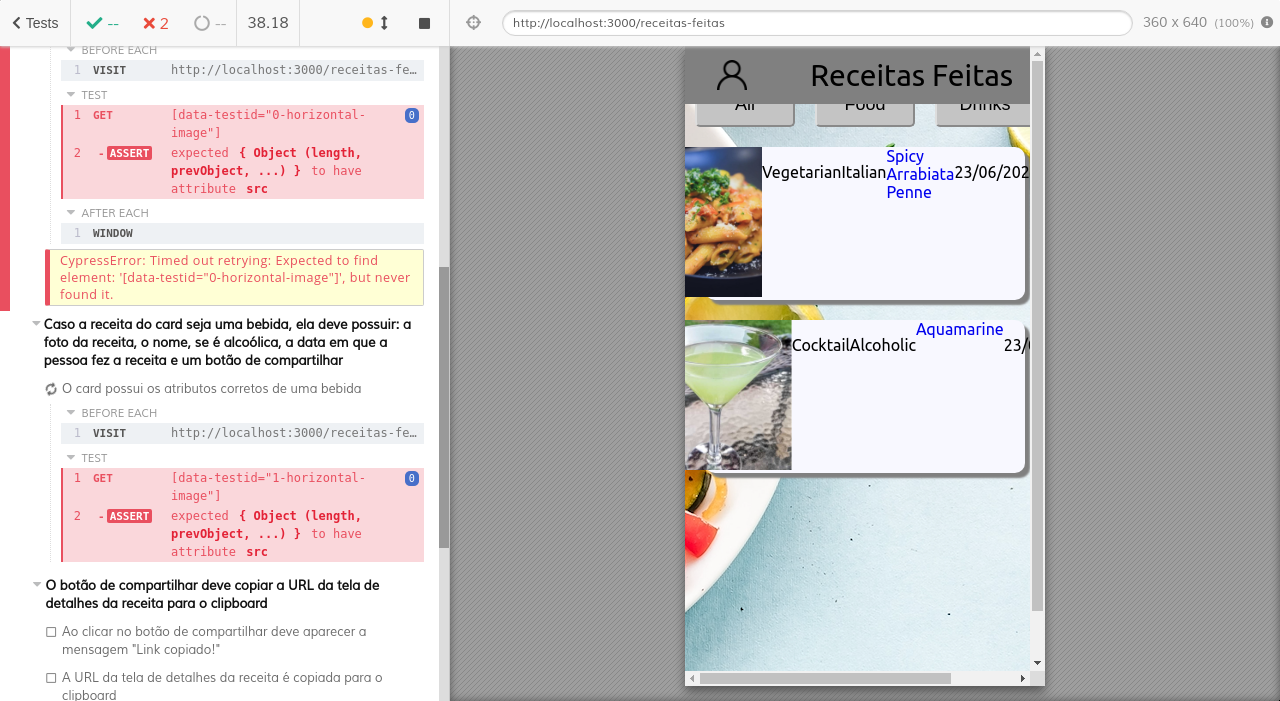 Tests
--
2
--
38.18
http://localhost:3000/receitas-feitas
360 x 640 (100%)
BEFORE EACH
1 VISIT http://localhost:3000/receitas-fe…
TEST
1 GET [data-testid="0-horizontal-
image"] 0
2 -ASSERT expected { Object (length,
prevObject, ...) } to have
attribute src
AFTER EACH
1 WINDOW
CypressError: Timed out retrying: Expected to find
element: '[data-testid="0-horizontal-image"]', but never
found it.
Caso a receita do card seja uma bebida, ela deve possuir: a
foto da receita, o nome, se é alcoólica, a data em que a
pessoa fez a receita e um botão de compartilhar
O card possui os atributos corretos de uma bebida
BEFORE EACH
1 VISIT http://localhost:3000/receitas-fe…
TEST
1 GET [data-testid="1-horizontal-
image"] 0
2 -ASSERT expected { Object (length,
prevObject, ...) } to have
attribute src
O botão de compartilhar deve copiar a URL da tela de
detalhes da receita para o clipboard
Ao clicar no botão de compartilhar deve aparecer a
mensagem "Link copiado!"
A URL da tela de detalhes da receita é copiada para o
clipboard
Receitas Feitas
All Food Drinks
VegetarianItalian
Spicy
Arrabiata
Penne
23/06/202
CocktailAlcoholic
Aquamarine
23/